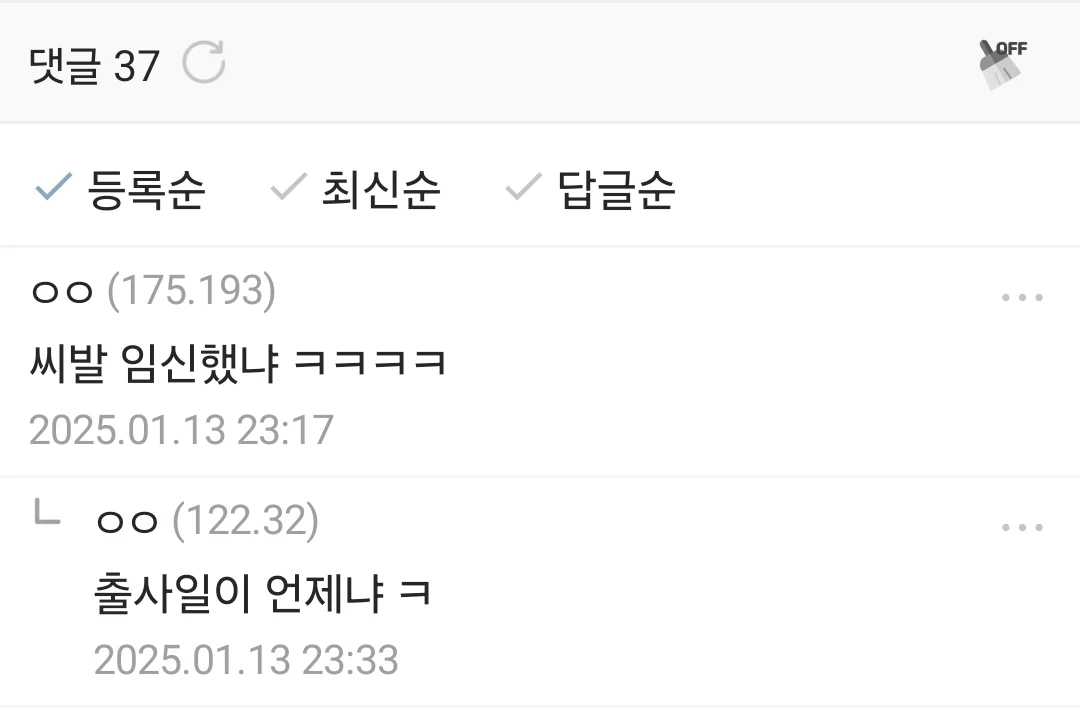 댓글 37
OFF
등록순 최신순 답글순
ㅇㅇ (175.193)
씨발 임신했냐 ㅋㅋㅋㅋ
2025.01.13 23:17
ㅇㅇ (122.32)
출사일이 언제냐 ㅋ
2025.01.13 23:33